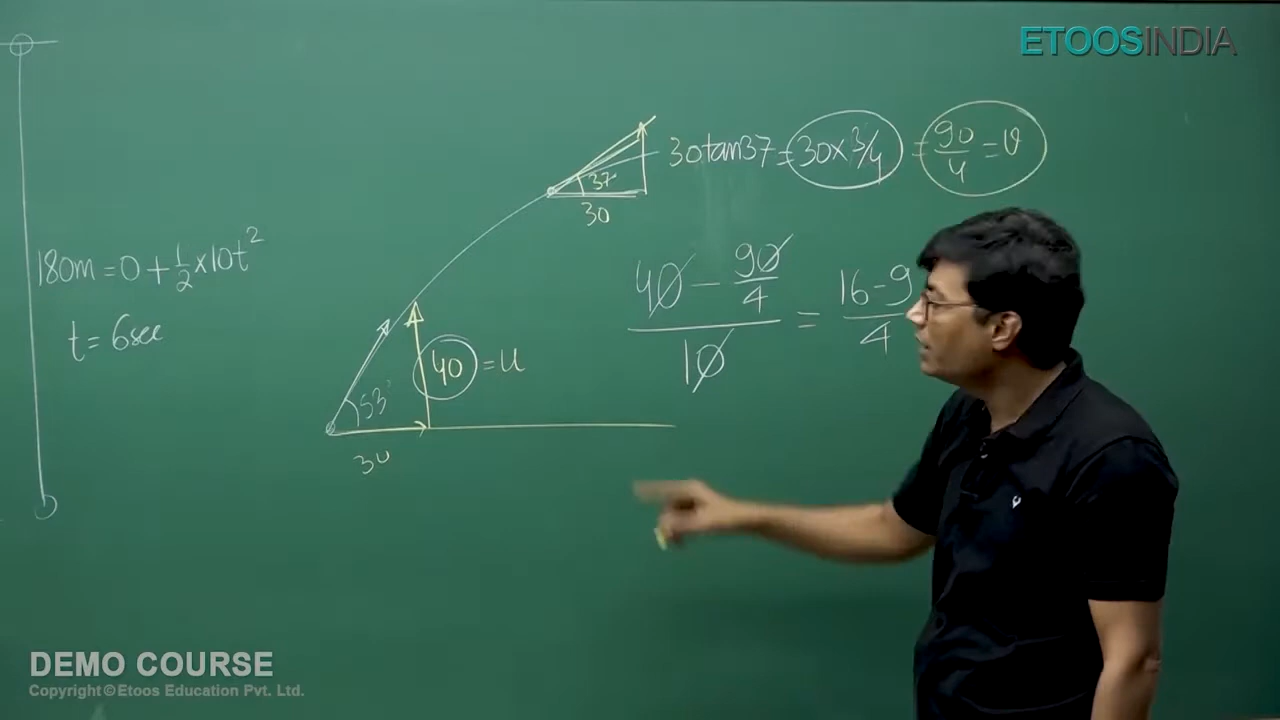 ETOOSINDIA
30tan37 = 30×3/4 = 90/4 = v
37°
30
180m = 0 + 1/2 ×10t²
t = 6sec
40 - 90/4
10
= 16-9
4
40 = u
53°
30
DEMO COURSE
Copyright © Etoos Education Pvt. Ltd.